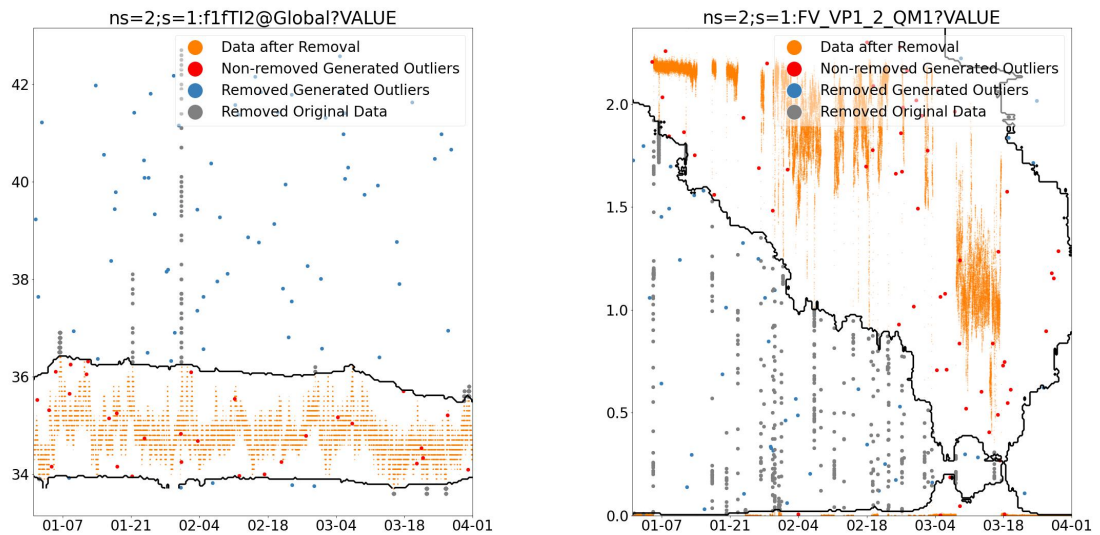 ns=2;s=1:f1fTI2@Global?VALUE
Data after Removal
Non-removed Generated Outliers
Removed Generated Outliers
Removed Original Data
42
40
38
36
34
01-07 01-21 02-04 02-18 03-04 03-18 04-01
ns=2;s=1:FV_VP1_2_QM1?VALUE
Data after Removal
Non-removed Generated Outliers
Removed Generated Outliers
Removed Original Data
2.0
1.5
1.0
0.5
0.0
01-07 01-21 02-04 02-18 03-04 03-18 04-01